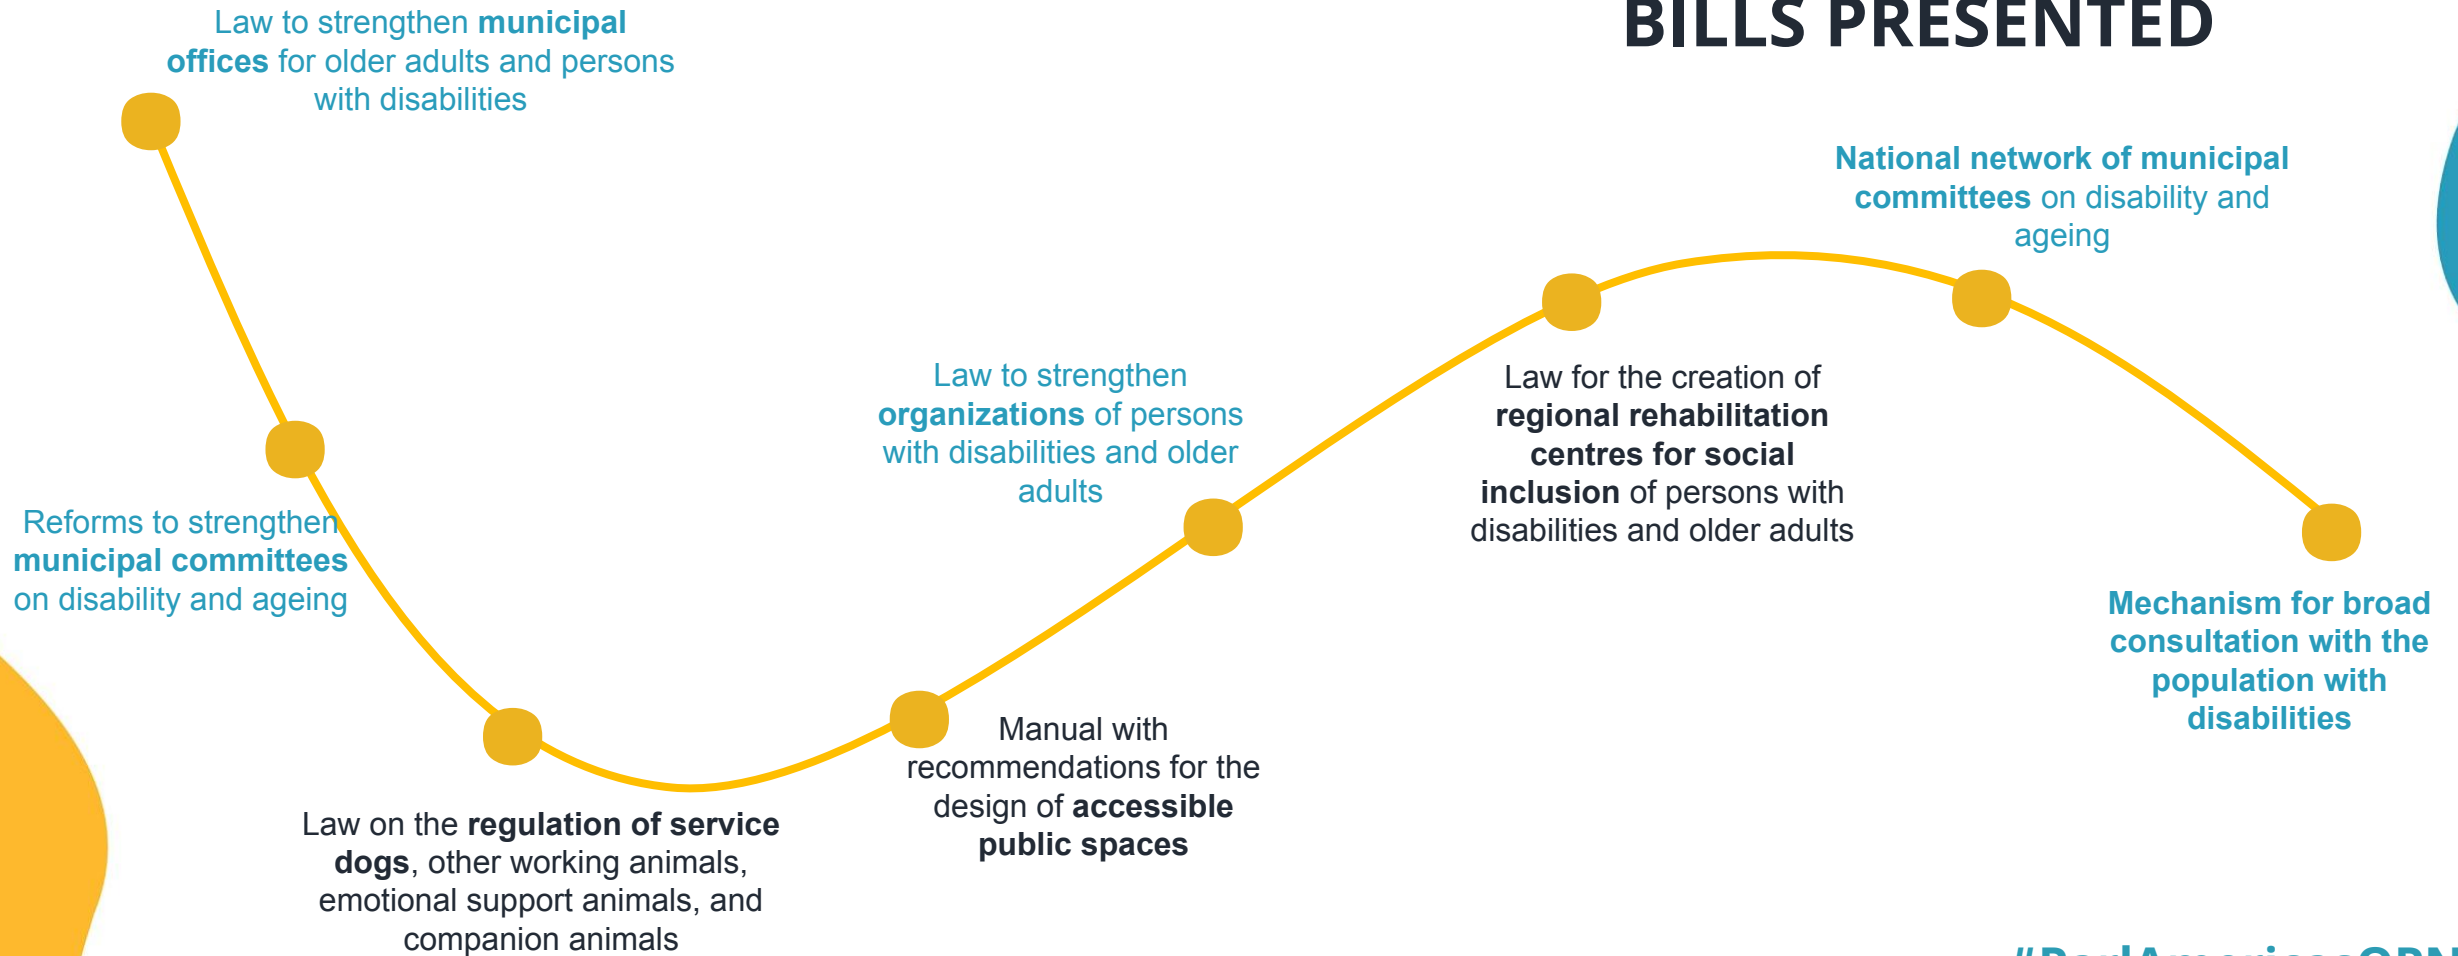 BILLS PRESENTED
Law to strengthen municipal
offices for older adults and persons
with disabilities
Reforms to strengthen
municipal committees
on disability and ageing
Law on the regulation of service
dogs, other working animals,
emotional support animals, and
companion animals
Manual with
recommendations for the
design of accessible
public spaces
Law to strengthen
organizations of persons
with disabilities and older
adults
Law for the creation of
regional rehabilitation
centres for social
inclusion of persons with
disabilities and older adults
National network of municipal
committees on disability and
ageing
Mechanism for broad
consultation with the
population with
disabilities
#ParlAmericasOPN